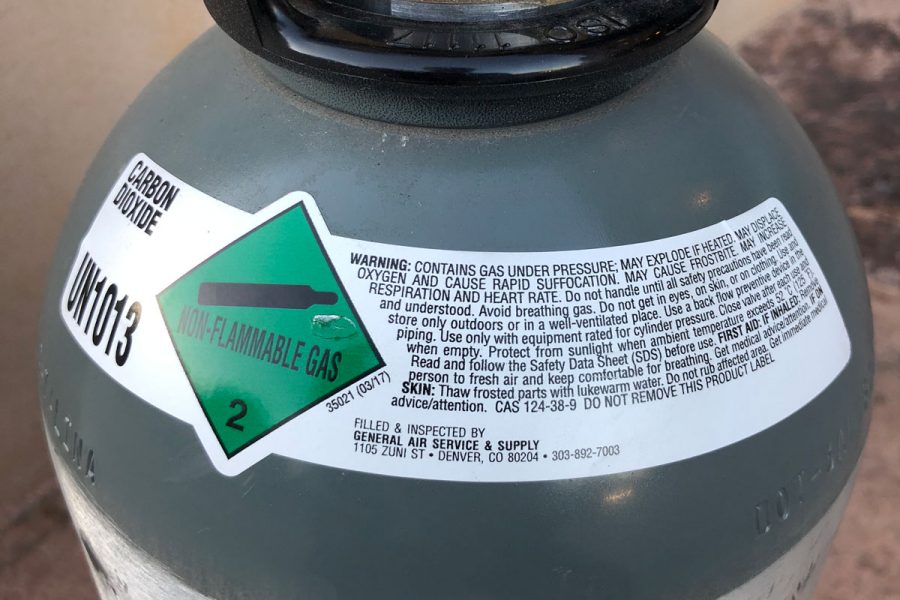 CARBON
DIOXIDE
UN1013
NON-FLAMMABLE GAS
2
35021 (03/17)
WARNING: CONTAINS GAS UNDER PRESSURE; MAY EXPLODE IF HEATED. MAY DISPLACE
OXYGEN AND CAUSE RAPID SUFFOCATION. MAY CAUSE FROSTBITE. MAY INCREASE
RESPIRATION AND HEART RATE. Do not handle until all safety precautions have been read
and understood. Avoid breathing gas. Do not get in eyes, on skin, or on clothing. Use and
store only outdoors or in a well-ventilated place. Use a back flow preventive device in the
piping. Use only with equipment rated for cylinder pressure. Close valve after each use and
when empty. Protect from sunlight when ambient temperature exceeds 52°C (125°F).
Read and follow the Safety Data Sheet (SDS) before use. FIRST AID: IF INHALED: Remove
person to fresh air and keep comfortable for breathing. Get medical advice/attention. IF ON
SKIN: Thaw frosted parts with lukewarm water. Do not rub affected area. Get immediate medical
advice/attention. CAS 124-38-9 DO NOT REMOVE THIS PRODUCT LABEL
FILLED & INSPECTED BY
GENERAL AIR SERVICE & SUPPLY
1105 ZUNI ST • DENVER, CO 80204 • 303-892-7003